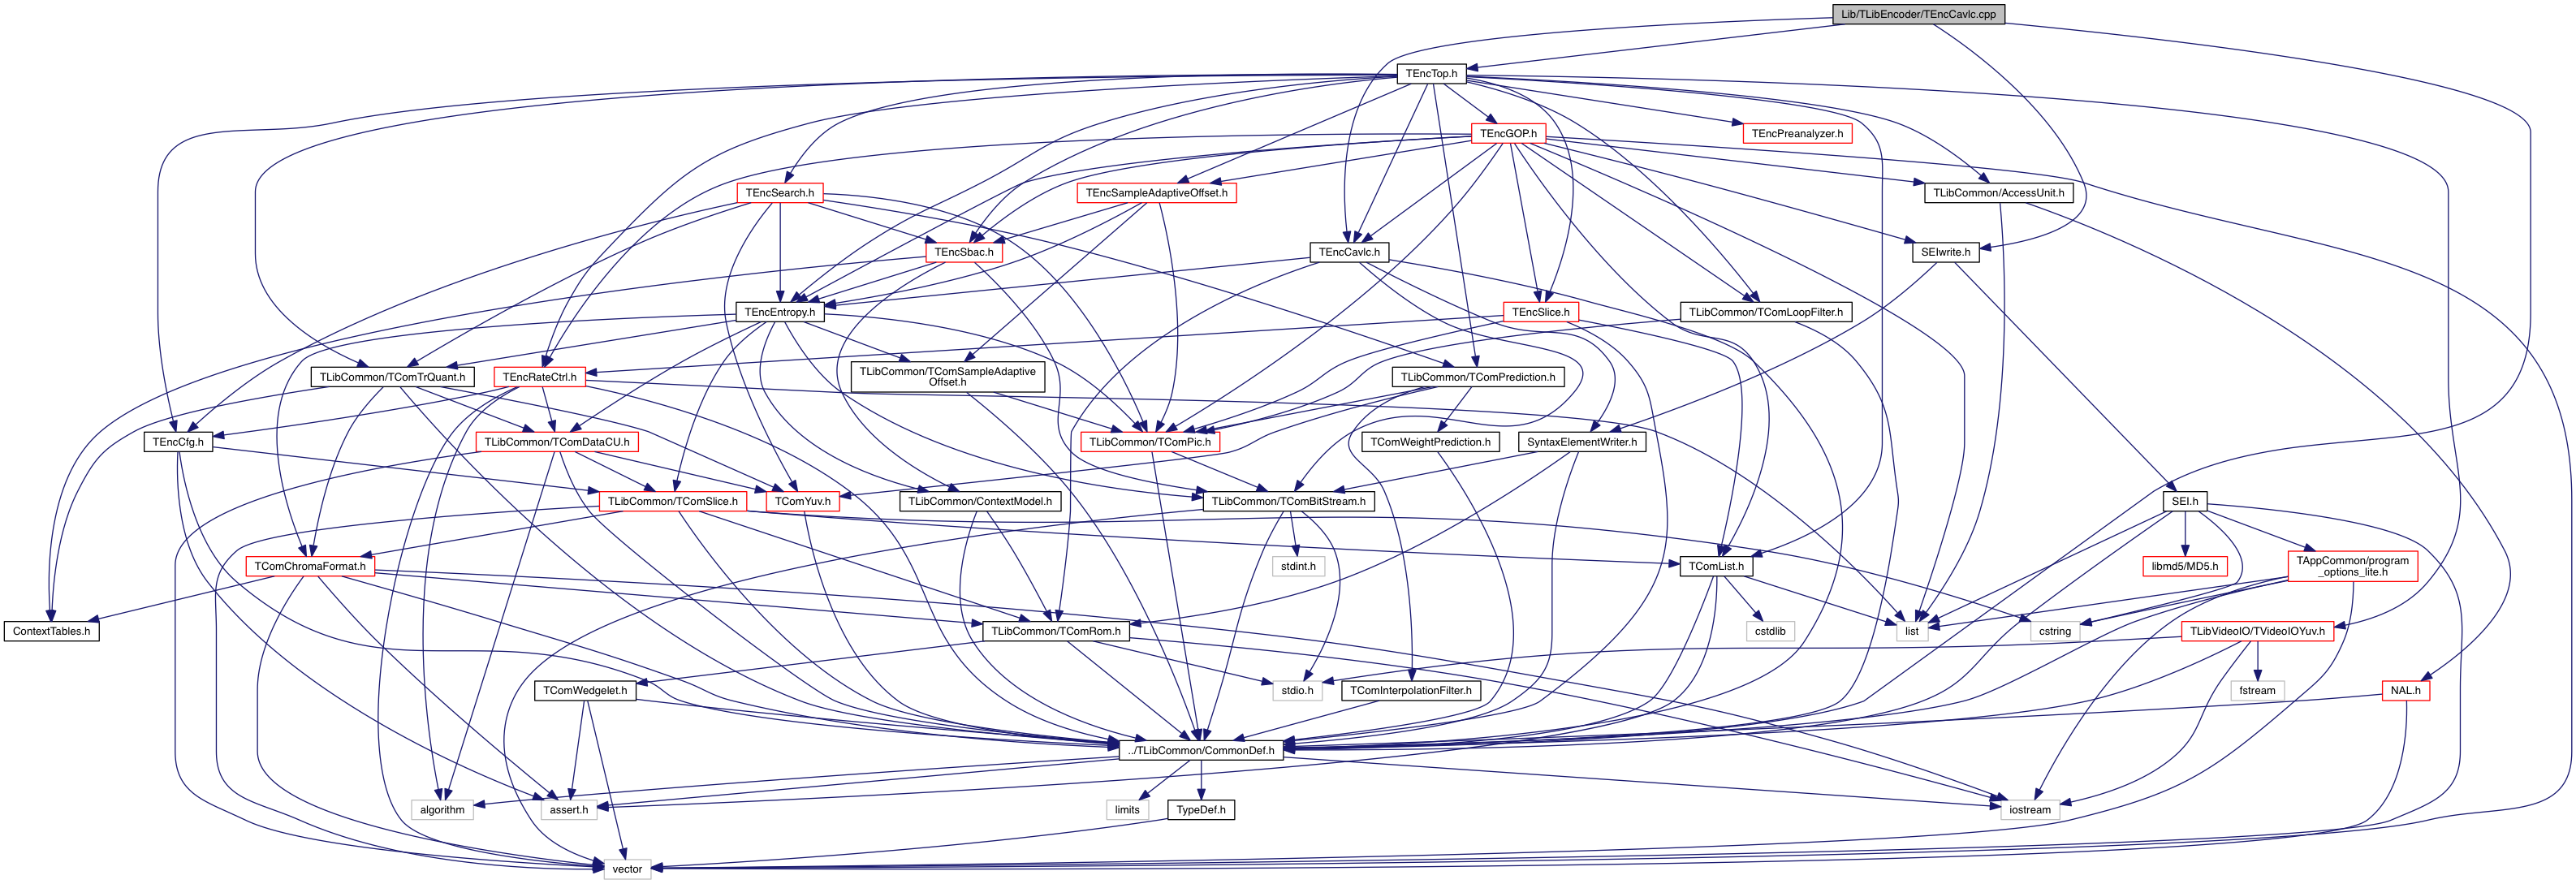 Lib/TLibEncoder/TEncCavlc.cpp
TEncTop.h
TEncGOP.h
TEncPreanalyzer.h
TEncSearch.h
TEncSampleAdaptiveOffset.h
TLibCommon/AccessUnit.h
TEncSbac.h
TEncCavlc.h
SEIwrite.h
TEncEntropy.h
TEncSlice.h
TLibCommon/TComLoopFilter.h
TLibCommon/TComTrQuant.h
TEncRateCtrl.h
TLibCommon/TComSampleAdaptive
Offset.h
TLibCommon/TComPrediction.h
TEncCfg.h
TLibCommon/TComDataCU.h
TLibCommon/TComPic.h
TComWeightPrediction.h
SyntaxElementWriter.h
TLibCommon/TComSlice.h
TComYuv.h
TLibCommon/ContextModel.h
TLibCommon/TComBitStream.h
SEI.h
TComChromaFormat.h
stdint.h
TComList.h
libmd5/MD5.h
TAppCommon/program
_options_lite.h
ContextTables.h
TLibCommon/TComRom.h
cstdlib
list
cstring
TLibVideoIO/TVideoIOYuv.h
TComWedgelet.h
stdio.h
TComInterpolationFilter.h
fstream
NAL.h
../TLibCommon/CommonDef.h
algorithm
assert.h
limits
TypeDef.h
iostream
vector